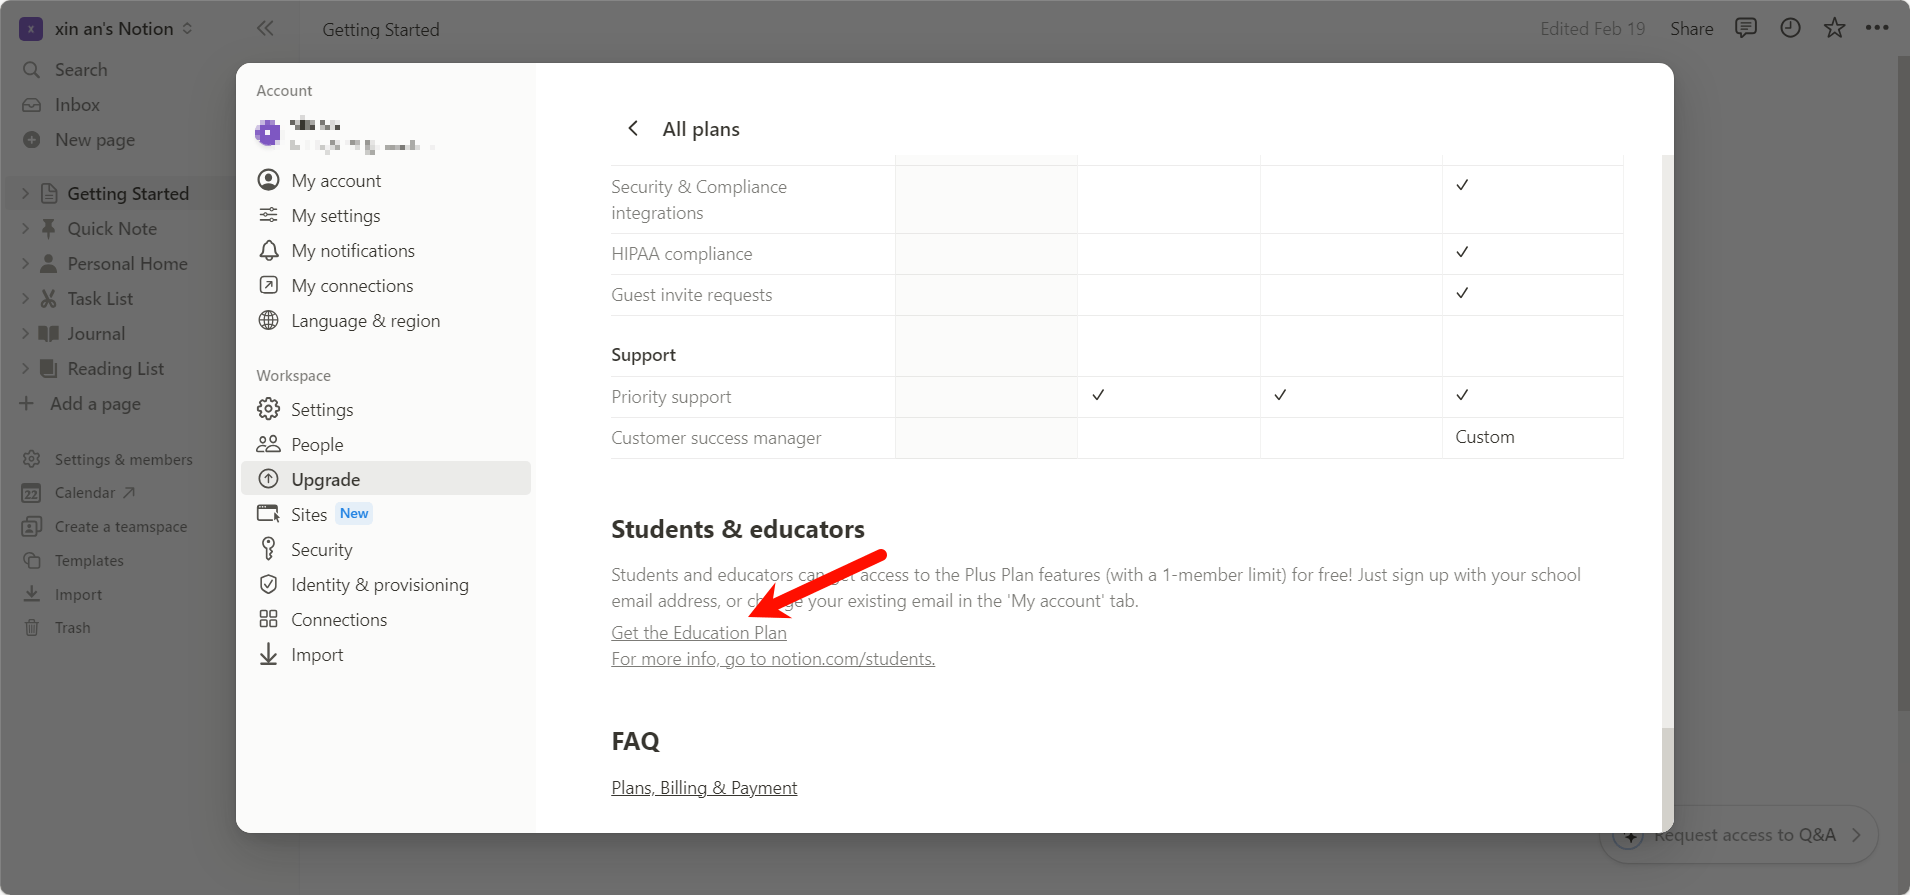 x xin an's Notion
Search
Inbox
New page
Getting Started
Quick Note
Personal Home
Task List
Journal
Reading List
Add a page
Settings & members
22 Calendar
Create a teamspace
Templates
Import
Trash
Getting Started
Edited Feb 19 Share
Account
My account
My settings
My notifications
My connections
Language & region
Workspace
Settings
People
Upgrade
Sites New
Security
Identity & provisioning
Connections
Import
All plans
Security & Compliance
integrations
HIPAA compliance
Guest invite requests
Support
Priority support
Customer success manager Custom
Students & educators
Students and educators can get access to the Plus Plan features (with a 1-member limit) for free! Just sign up with your school
email address, or change your existing email in the 'My account' tab.
Get the Education Plan
For more info, go to notion.com/students.
FAQ
Plans, Billing & Payment
Request access to Q&A